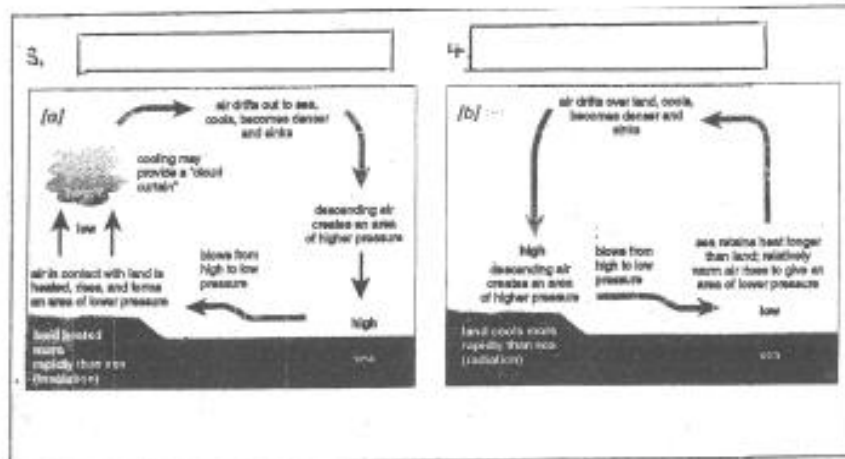 3.
4
[a]
air drifts out to sea,
cools, becomes denser
and sinks
cooling may
provide a "cloud
curtain"
low
descending air
creates an area
of higher pressure
air in contact with land is
heated, rises, and forms
an area of lower pressure
blows from
high to low
pressure
high
land heated
more
rapidly than sea
(insolation)
sea
[b]
air drifts over land, cools,
becomes denser and
sinks
high
descending air
creates an area
of higher pressure
blows from
high to low
pressure
sea retains heat longer
than land; relatively
warm air rises to give an
area of lower pressure
low
land cools more
rapidly than sea
(radiation)
sea